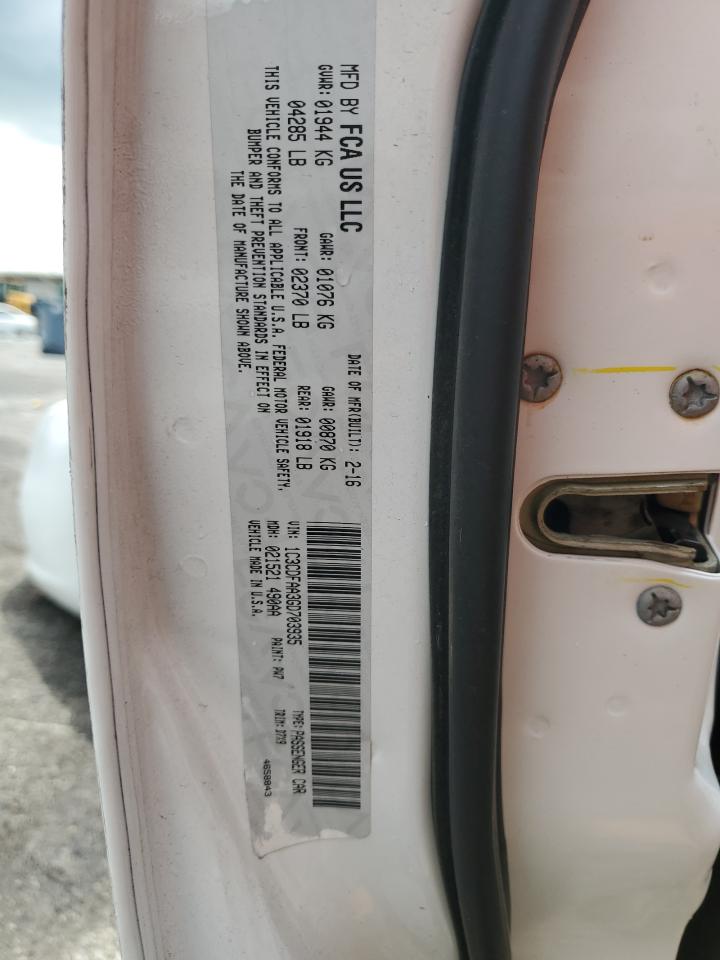 MFD BY FCA US LLC
DATE OF MFR(BUILT): 2-16
GVWR: 01944 KG GAWR: 01076 KG GAWR: 00870 KG
04285 LB FRONT: 02370 LB REAR: 01918 LB
THIS VEHICLE CONFORMS TO ALL APPLICABLE U.S.A. FEDERAL MOTOR VEHICLE SAFETY,
BUMPER AND THEFT PREVENTION STANDARDS IN EFFECT ON
THE DATE OF MANUFACTURE SHOWN ABOVE.
VIN: 1C3CDFAA3GD703935 TYPE: PASSENGER CAR
MDH: 021521 490AA PAINT: PW7 TRIM: D7X9
VEHICLE MADE IN U.S.A. 4658843